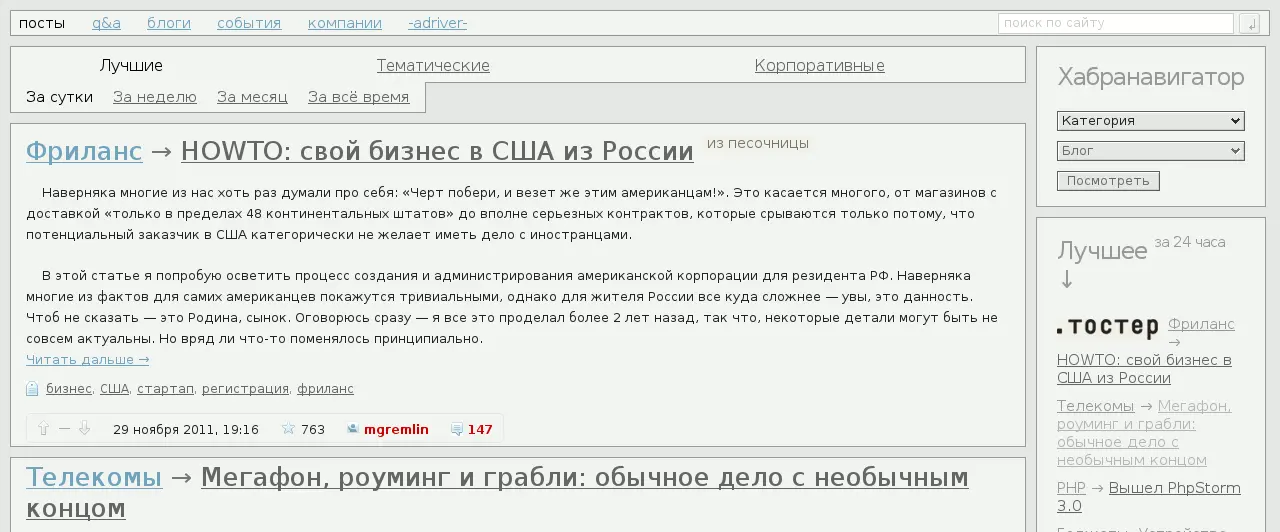 посты q&a блоги события компании -adriver- поиск по сайту
Лучшие Тематические Корпоративные
За сутки За неделю За месяц За всё время
Фриланс → HOWTO: свой бизнес в США из России из песочницы
Наверняка многие из нас хоть раз думали про себя: «Черт побери, и везет же этим американцам!». Это касается многого, от магазинов с
доставкой «только в пределах 48 континентальных штатов» до вполне серьезных контрактов, которые срываются только потому, что
потенциальный заказчик в США категорически не желает иметь дело с иностранцами.
В этой статье я попробую осветить процесс создания и администрирования американской корпорации для резидента РФ. Наверняка
многие из фактов для самих американцев покажутся тривиальными, однако для жителя России все куда сложнее — увы, это данность.
Чтоб не сказать — это Родина, сынок. Оговорюсь сразу — я все это проделал более 2 лет назад, так что, некоторые детали могут быть не
совсем актуальны. Но вряд ли что-то поменялось принципиально.
Читать дальше →
бизнес, США, стартап, регистрация, фриланс
29 ноября 2011, 19:16 763 mgremlin 147
Телекомы → Мегафон, роуминг и грабли: обычное дело с необычным
концом
Хабранавигатор
Категория
Блог
Посмотреть
Лучшее за 24 часа
↓
.тостер Фриланс
→
HOWTO: свой бизнес в
США из России
Телекомы → Мегафон,
роуминг и грабли:
обычное дело с
необычным концом
PHP → Вышел PhpStorm
3.0